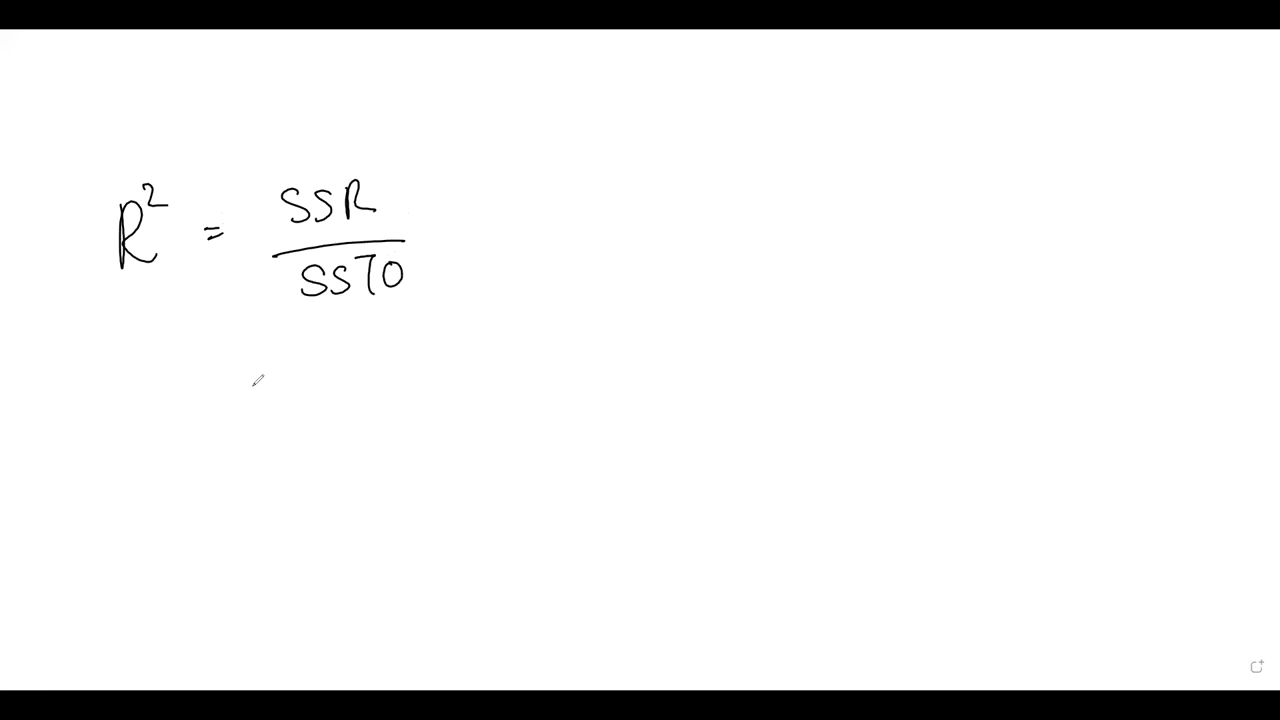 R² = SSR / SSTO